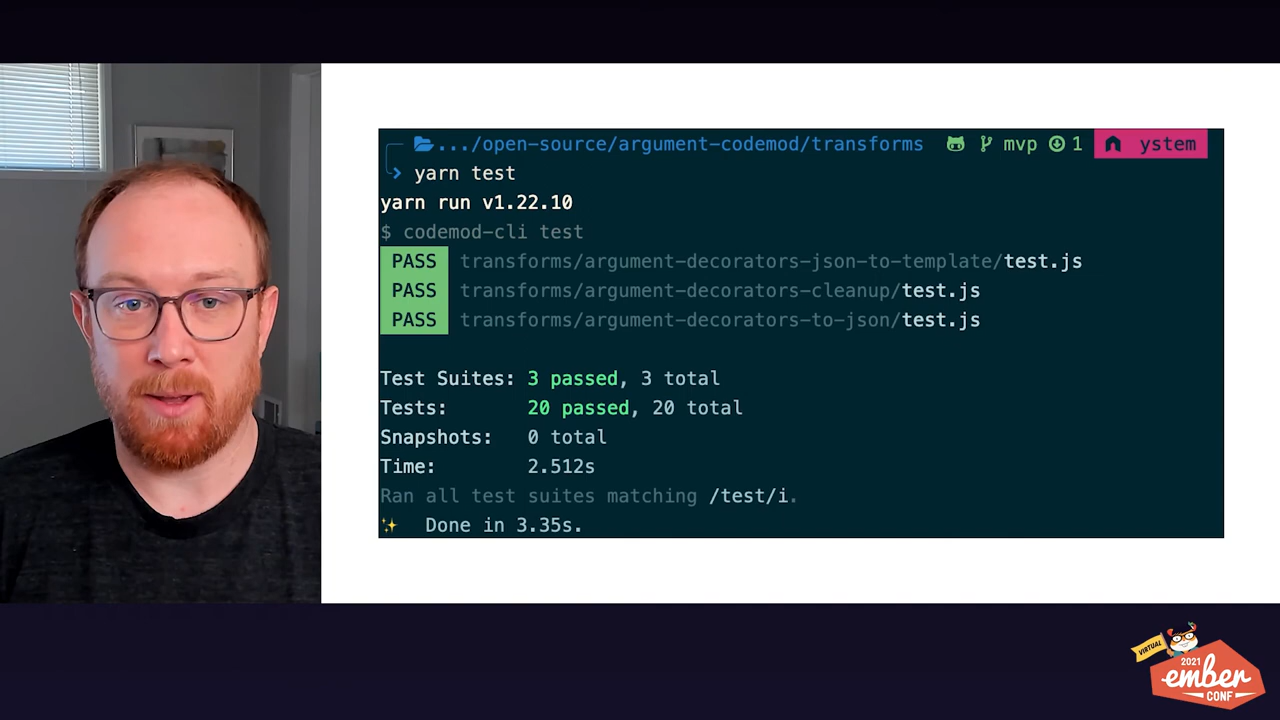 .../open-source/argument-codemod/transforms mvp 1 ystem
yarn test
yarn run v1.22.10
$ codemod-cli test
PASS transforms/argument-decorators-json-to-template/test.js
PASS transforms/argument-decorators-cleanup/test.js
PASS transforms/argument-decorators-to-json/test.js
Test Suites: 3 passed, 3 total
Tests: 20 passed, 20 total
Snapshots: 0 total
Time: 2.512s
Ran all test suites matching /test/i.
✨ Done in 3.35s.
VIRTUAL
2021
ember
CONF